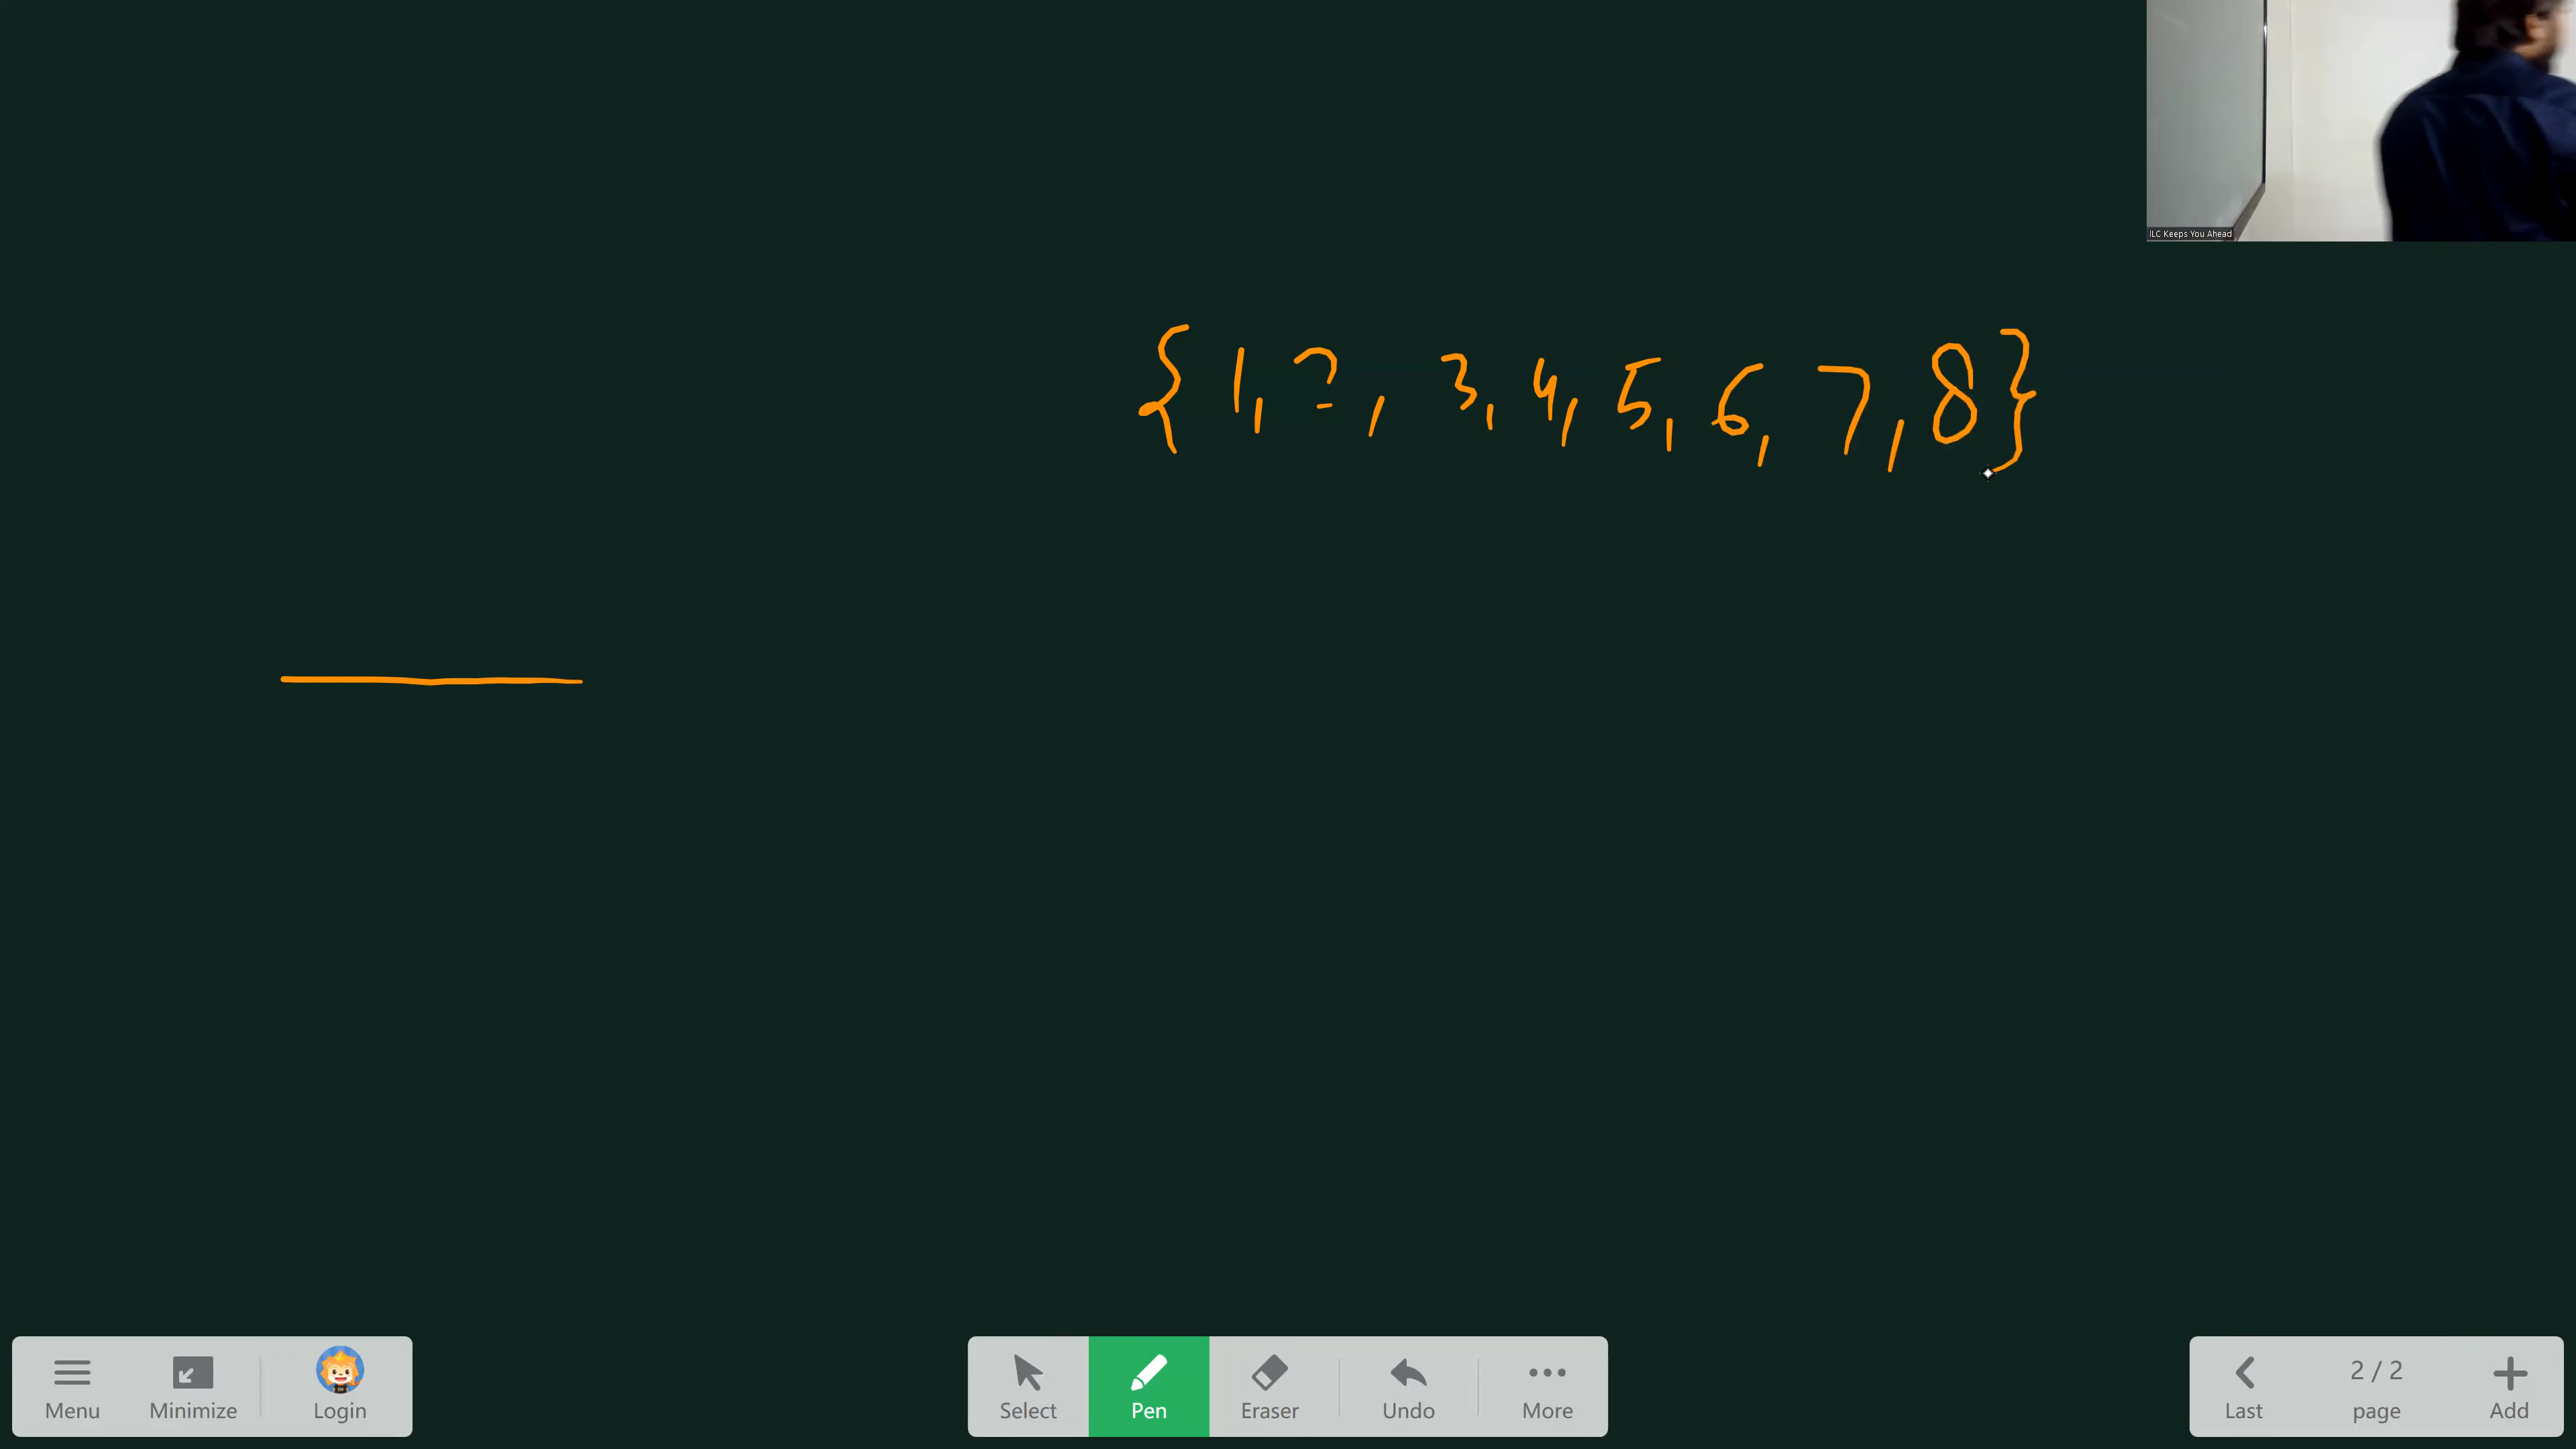 ILC Keeps You Ahead
{ 1, 2, 3, 4, 5, 6, 7, 8 }
Menu Minimize Login Select Pen Eraser Undo More Last 2 / 2 page Add